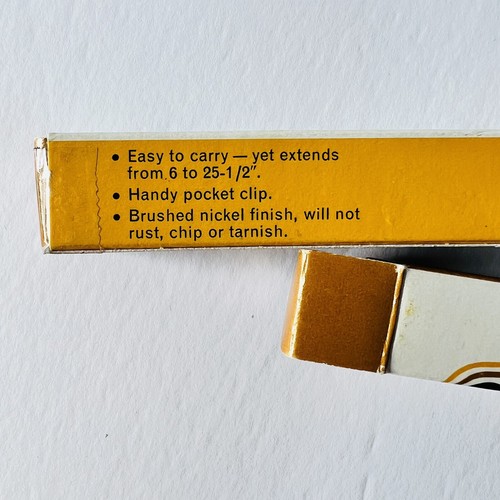 • Easy to carry — yet extends
from 6 to 25-1/2".
• Handy pocket clip.
• Brushed nickel finish, will not
rust, chip or tarnish.